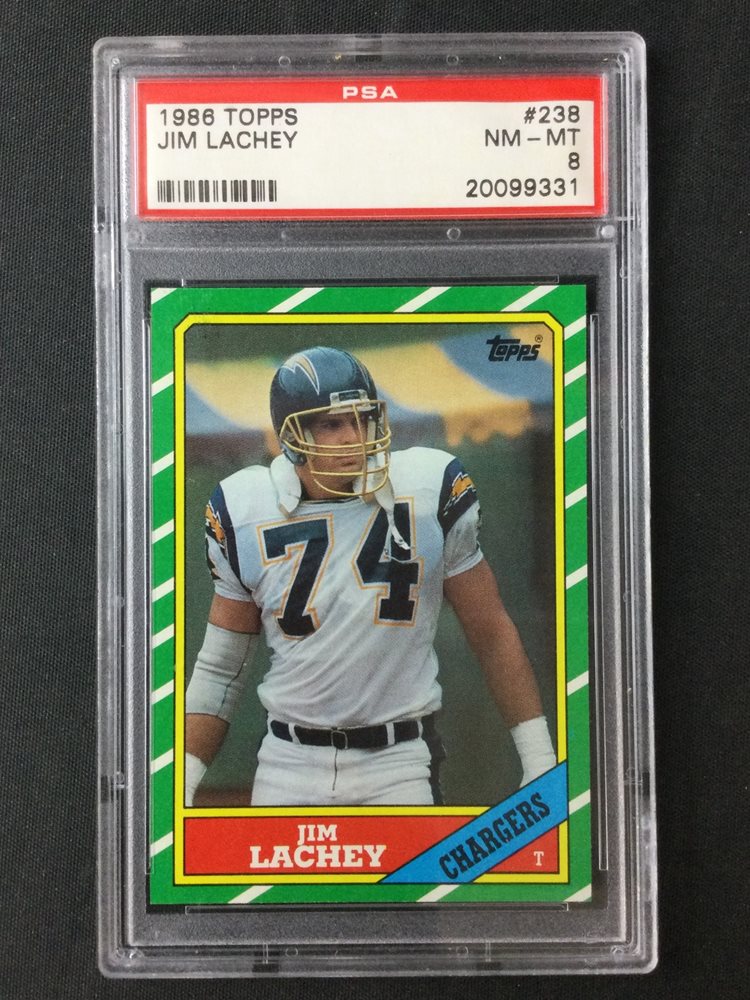 PSA
1986 TOPPS #238
JIM LACHEY NM-MT
8
20099331
topps®
74
JIM
LACHEY
CHARGERS
T